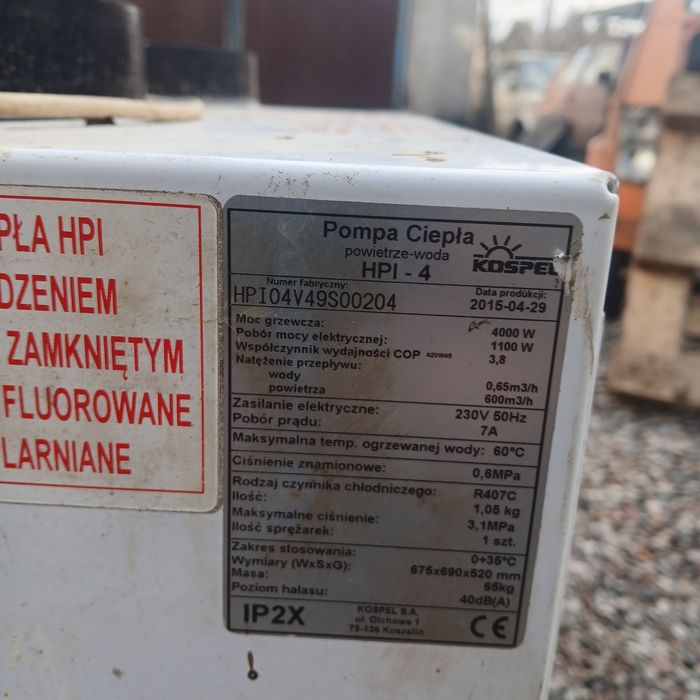 PŁA HPI
DZENIEM
ZAMKNIĘTYM
FLUOROWANE
LARNIANE
Pompa Ciepła
powietrze-woda
HPI - 4
KOSPEL
Numer fabryczny:
HPI04V49S00204
Data produkcji:
2015-04-29
Moc grzewcza: 4000 W
Pobór mocy elektrycznej: 1100 W
Współczynnik wydajności COP A20W45 3,8
Natężenie przepływu:
wody 0,65m3/h
powietrza 600m3/h
Zasilanie elektryczne: 230V 50Hz
Pobór prądu: 7A
Maksymalna temp. ogrzewanej wody: 60°C
Ciśnienie znamionowe: 0,6MPa
Rodzaj czynnika chłodniczego: R407C
Ilość: 1,05 kg
Maksymalne ciśnienie: 3,1MPa
Ilość sprężarek: 1 szt.
Zakres stosowania: 0+35°C
Wymiary (WxSxG): 675x690x520 mm
Masa: 65kg
Poziom hałasu: 40dB(A)
IP2X
KOSPEL S.A.
ul. Olchowa 1
75-136 Koszalin
CE